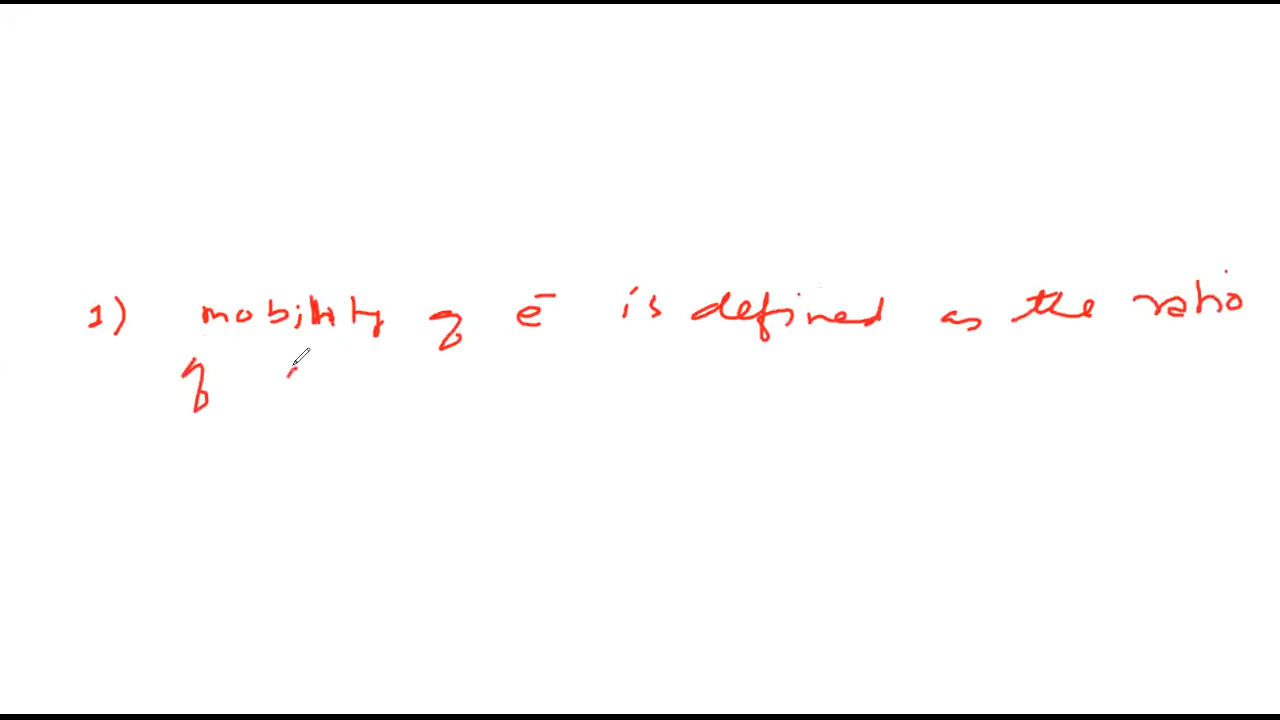 1) mobility of e⁻ is defined as the ratio
of